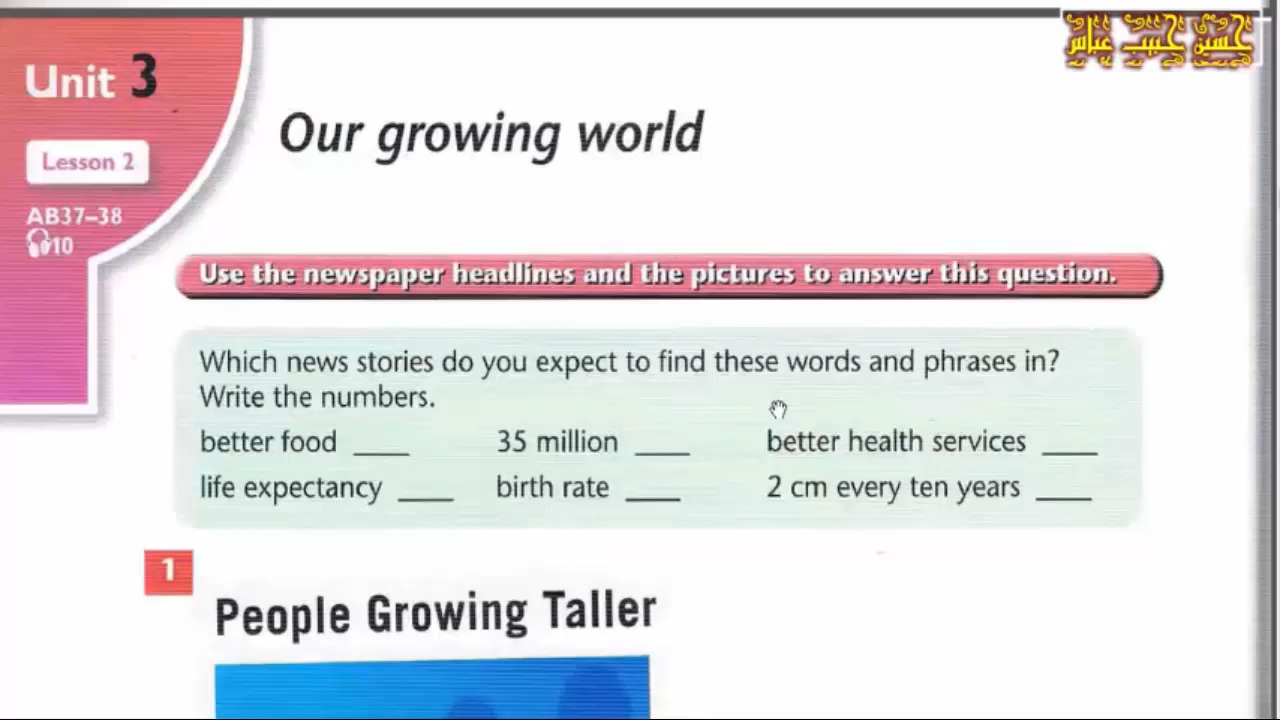 حسين حبيب عباس
Unit 3
Our growing world
Lesson 2
AB37–38
10
Use the newspaper headlines and the pictures to answer this question.
Which news stories do you expect to find these words and phrases in?
Write the numbers.
better food ____ 35 million ____ better health services ____
life expectancy ____ birth rate ____ 2 cm every ten years ____
1
People Growing Taller